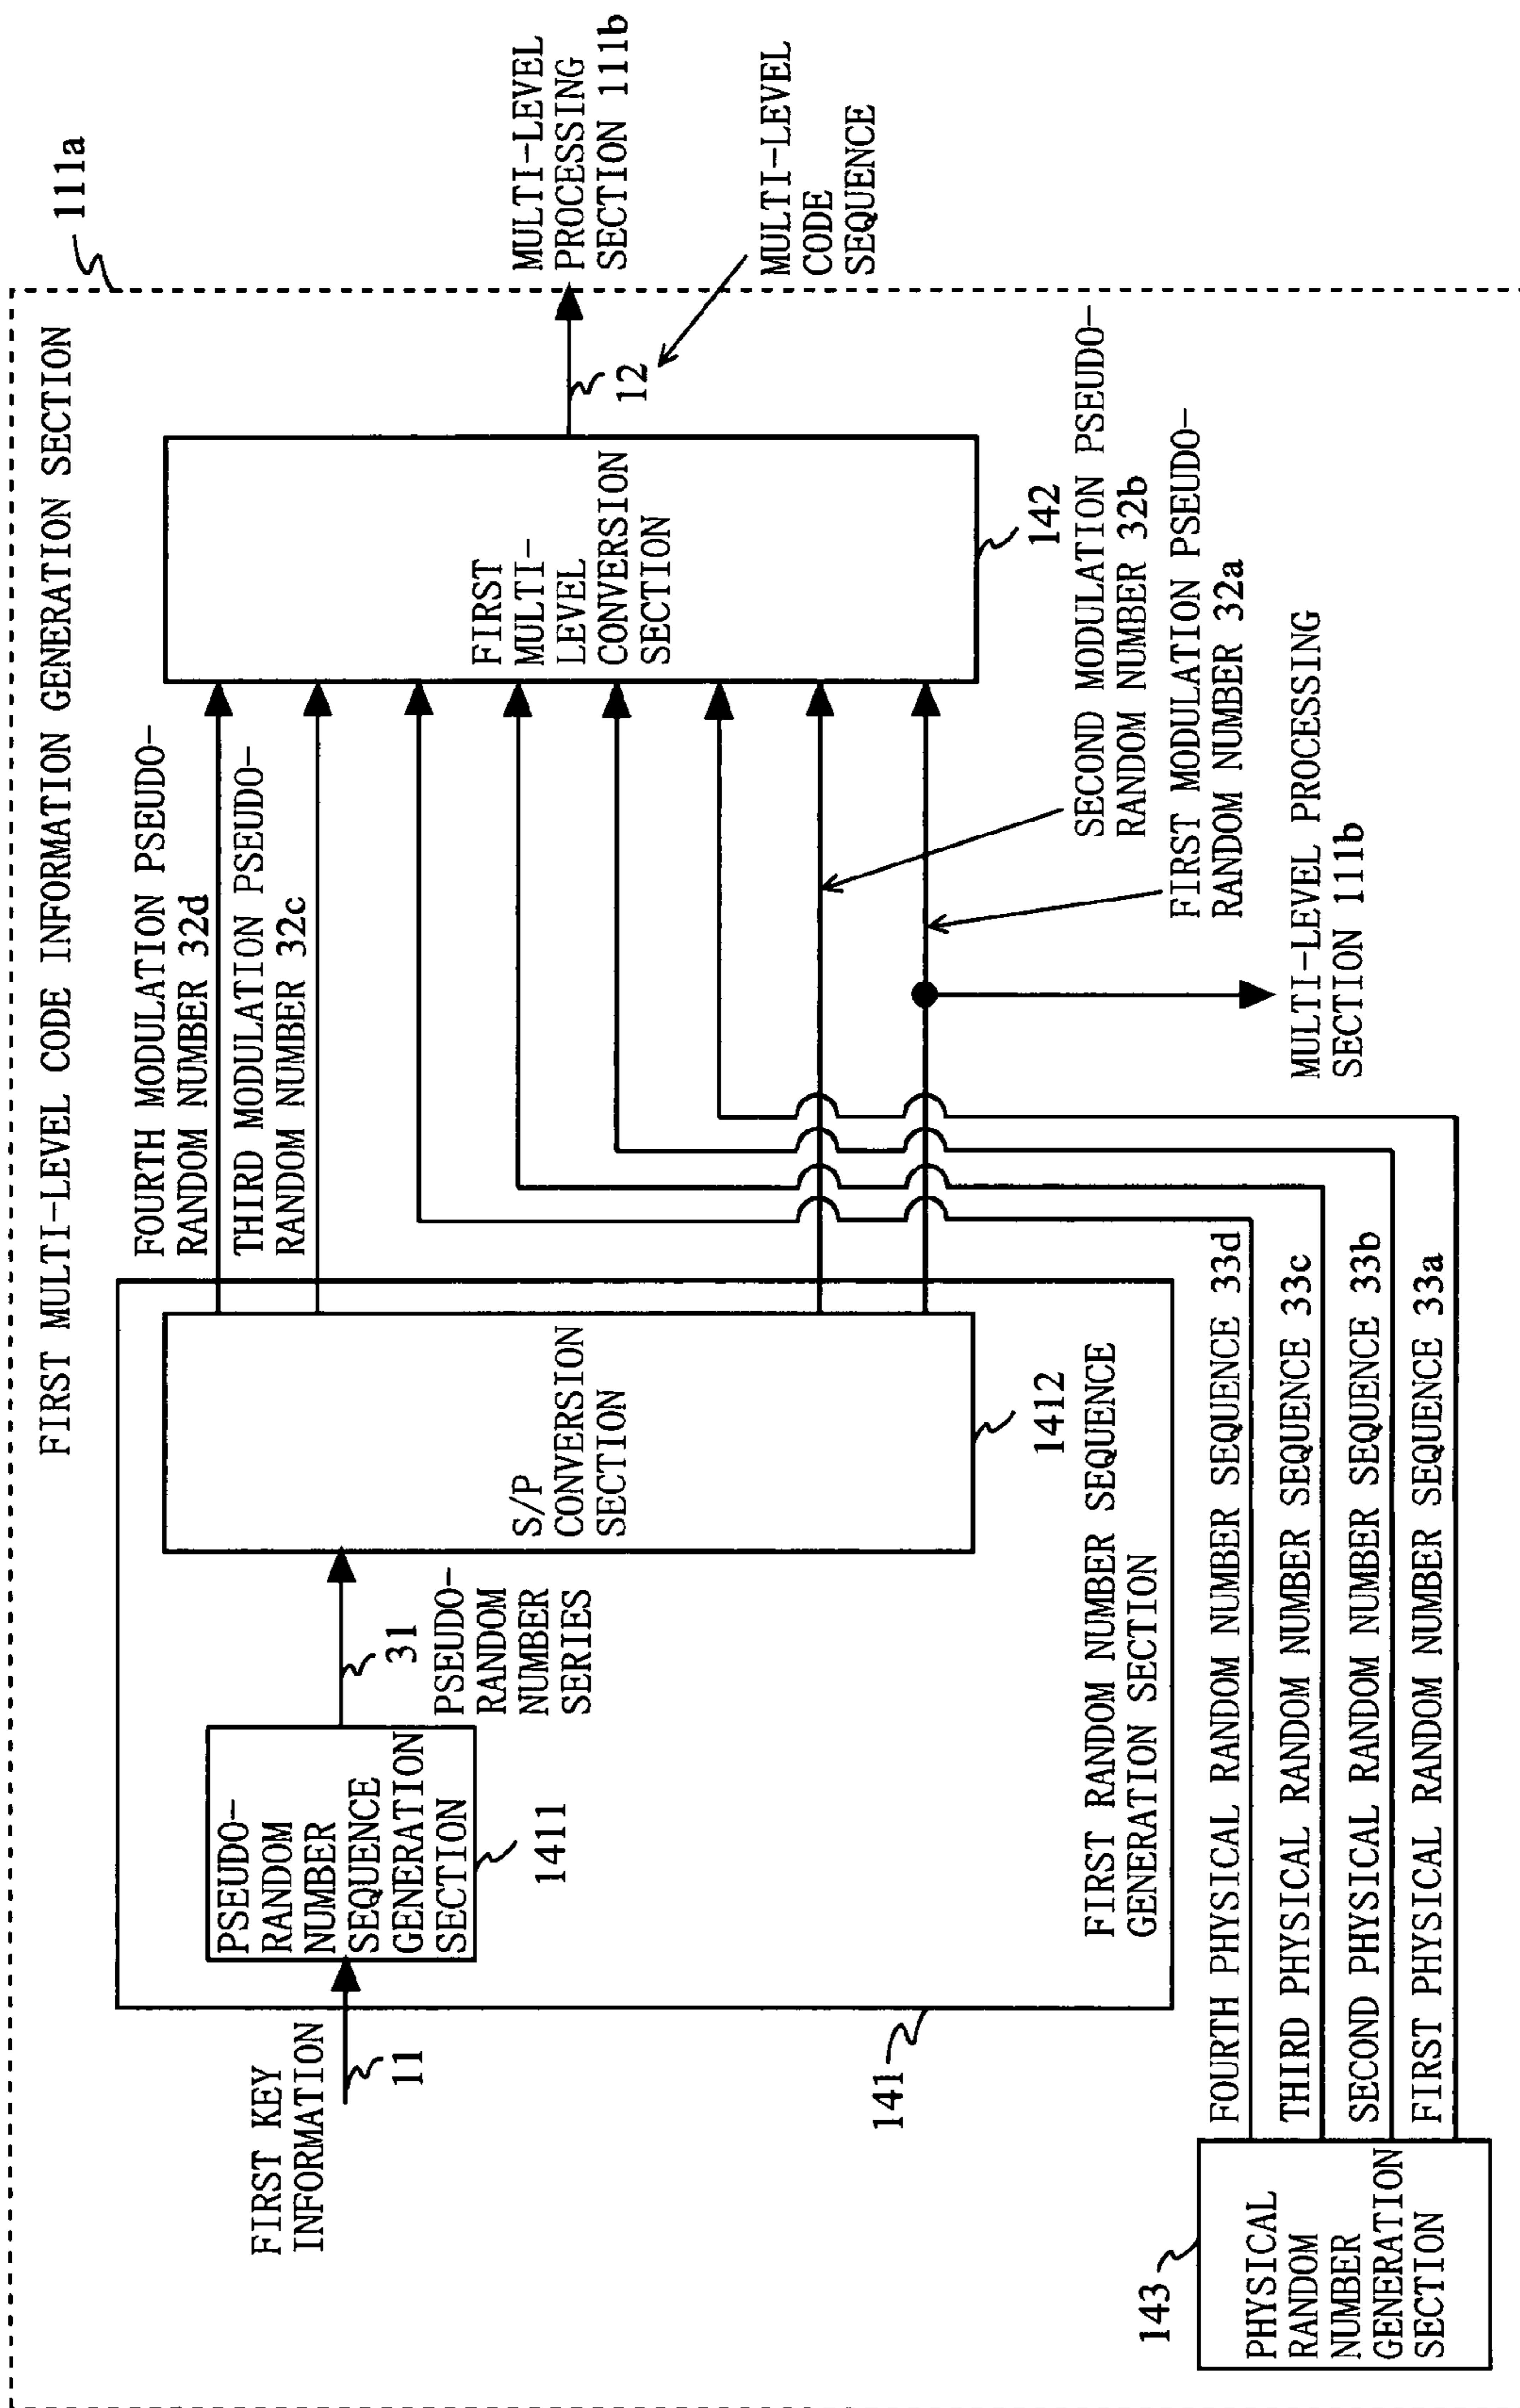 FIRST MULTI-LEVEL CODE INFORMATION GENERATION SECTION
111a
FIRST KEY
INFORMATION
11
PSEUDO-
RANDOM
NUMBER
SEQUENCE
GENERATION
SECTION
1411
31
PSEUDO-
RANDOM
NUMBER
SERIES
S/P
CONVERSION
SECTION
1412
FIRST RANDOM NUMBER SEQUENCE
GENERATION SECTION
141
FOURTH MODULATION PSEUDO-
RANDOM NUMBER 32d
THIRD MODULATION PSEUDO-
RANDOM NUMBER 32c
FIRST
MULTI-
LEVEL
CONVERSION
SECTION
142
12
MULTI-LEVEL
PROCESSING
SECTION 111b
MULTI-LEVEL
CODE
SEQUENCE
SECOND MODULATION PSEUDO-
RANDOM NUMBER 32b
FIRST MODULATION PSEUDO-
RANDOM NUMBER 32a
MULTI-LEVEL PROCESSING
SECTION 111b
143
PHYSICAL
RANDOM
NUMBER
GENERATION
SECTION
FOURTH PHYSICAL RANDOM NUMBER SEQUENCE 33d
THIRD PHYSICAL RANDOM NUMBER SEQUENCE 33c
SECOND PHYSICAL RANDOM NUMBER SEQUENCE 33b
FIRST PHYSICAL RANDOM NUMBER SEQUENCE 33a